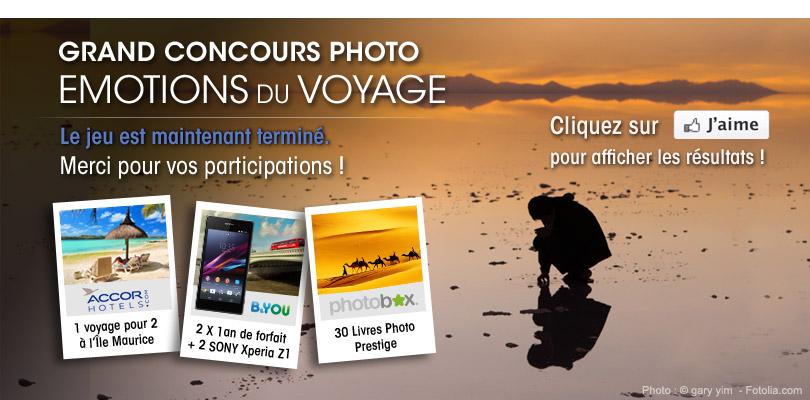 GRAND CONCOURS PHOTO
EMOTIONS DU VOYAGE
Le jeu est maintenant terminé.
Merci pour vos participations !
Cliquez sur J'aime
pour afficher les résultats !
ACCOR
HOTELS.COM
1 voyage pour 2
à l'Île Maurice
B&YOU
2 X 1an de forfait
+ 2 SONY Xperia Z1
photobox.
30 Livres Photo
Prestige
Photo : © gary yim - Fotolia.com